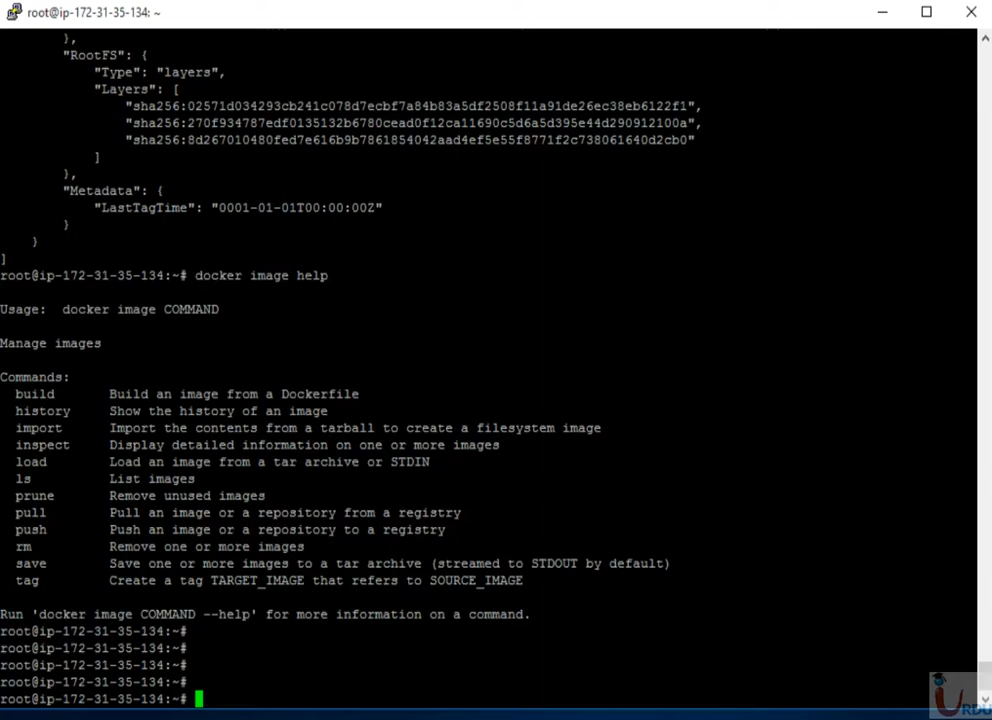 root@ip-172-31-35-134: ~
},
"RootFS": {
"Type": "layers",
"Layers": [
"sha256:02571d034293cb241c078d7ecbf7a84b83a5df2508f11a91de26ec38eb6122f1",
"sha256:270f934787edf0135132b6780cead0f12ca11690c5d6a5d395e44d290912100a",
"sha256:8d267010480fed7e616b9b7861854042aad4ef5e55f8771f2c738061640d2cb0"
]
},
"Metadata": {
"LastTagTime": "0001-01-01T00:00:00Z"
}
}
]
root@ip-172-31-35-134:~# docker image help
Usage:  docker image COMMAND
Manage images
Commands:
build       Build an image from a Dockerfile
history     Show the history of an image
import      Import the contents from a tarball to create a filesystem image
inspect     Display detailed information on one or more images
load        Load an image from a tar archive or STDIN
ls          List images
prune       Remove unused images
pull        Pull an image or a repository from a registry
push        Push an image or a repository to a registry
rm          Remove one or more images
save        Save one or more images to a tar archive (streamed to STDOUT by default)
tag         Create a tag TARGET_IMAGE that refers to SOURCE_IMAGE
Run 'docker image COMMAND --help' for more information on a command.
root@ip-172-31-35-134:~#
root@ip-172-31-35-134:~#
root@ip-172-31-35-134:~#
root@ip-172-31-35-134:~#
root@ip-172-31-35-134:~#
URDU